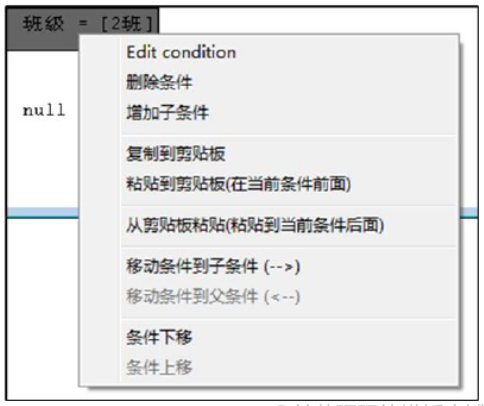 班级 = [2班]
Edit condition
删除条件
增加子条件
null
复制到剪贴板
粘贴到剪贴板(在当前条件前面)
从剪贴板粘贴(粘贴到当前条件后面)
移动条件到子条件 (-->)
移动条件到父条件 (<--)
条件下移
条件上移